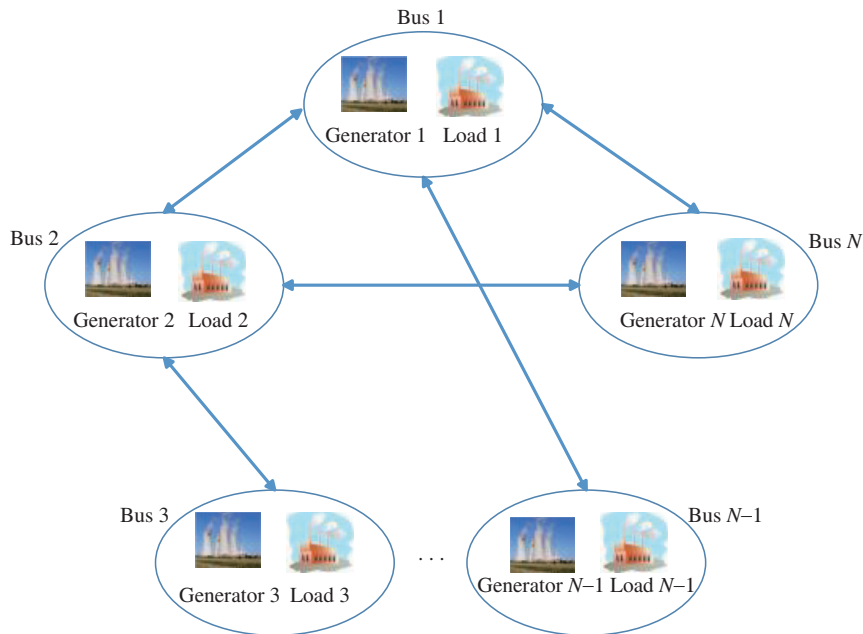 Bus 1
Generator 1 Load 1
Bus 2
Generator 2 Load 2
Bus N
Generator N Load N
Bus 3
Generator 3 Load 3
...
Bus N–1
Generator N–1 Load N–1